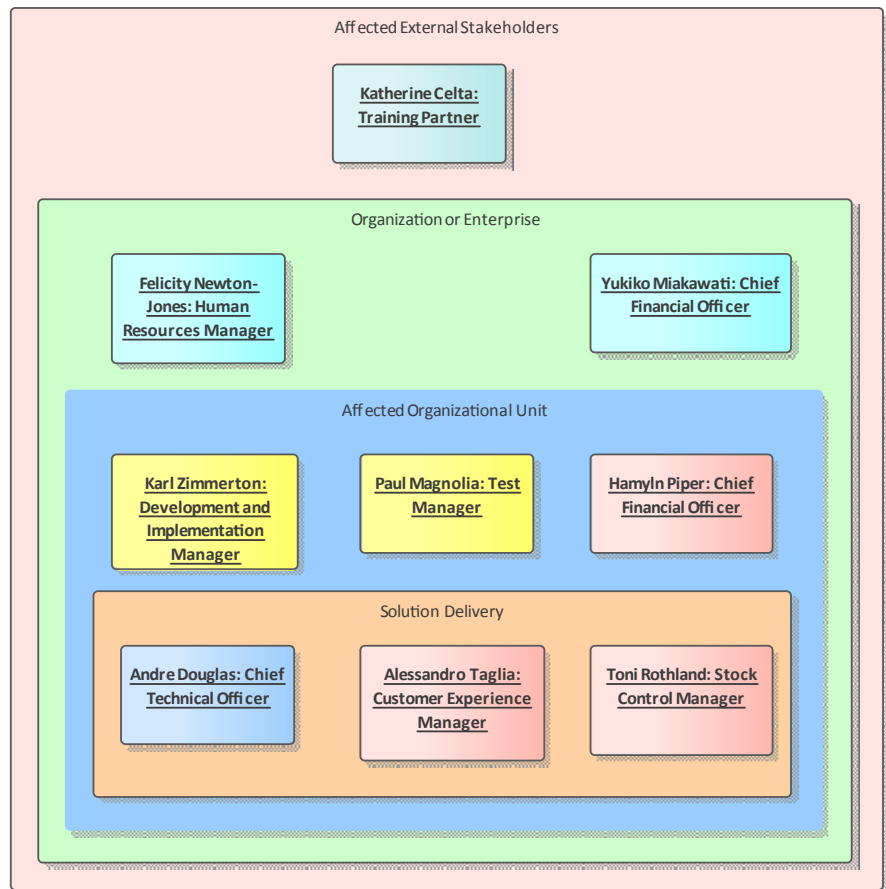 Affected External Stakeholders
Katherine Celta:
Training Partner
Organization or Enterprise
Felicity Newton-
Jones: Human
Resources Manager
Yukiko Miakawati: Chief
Financial Officer
Affected Organizational Unit
Karl Zimmerton:
Development and
Implementation
Manager
Paul Magnolia: Test
Manager
Hamyln Piper: Chief
Financial Officer
Solution Delivery
Andre Douglas: Chief
Technical Officer
Alessandro Taglia:
Customer Experience
Manager
Toni Rothland: Stock
Control Manager